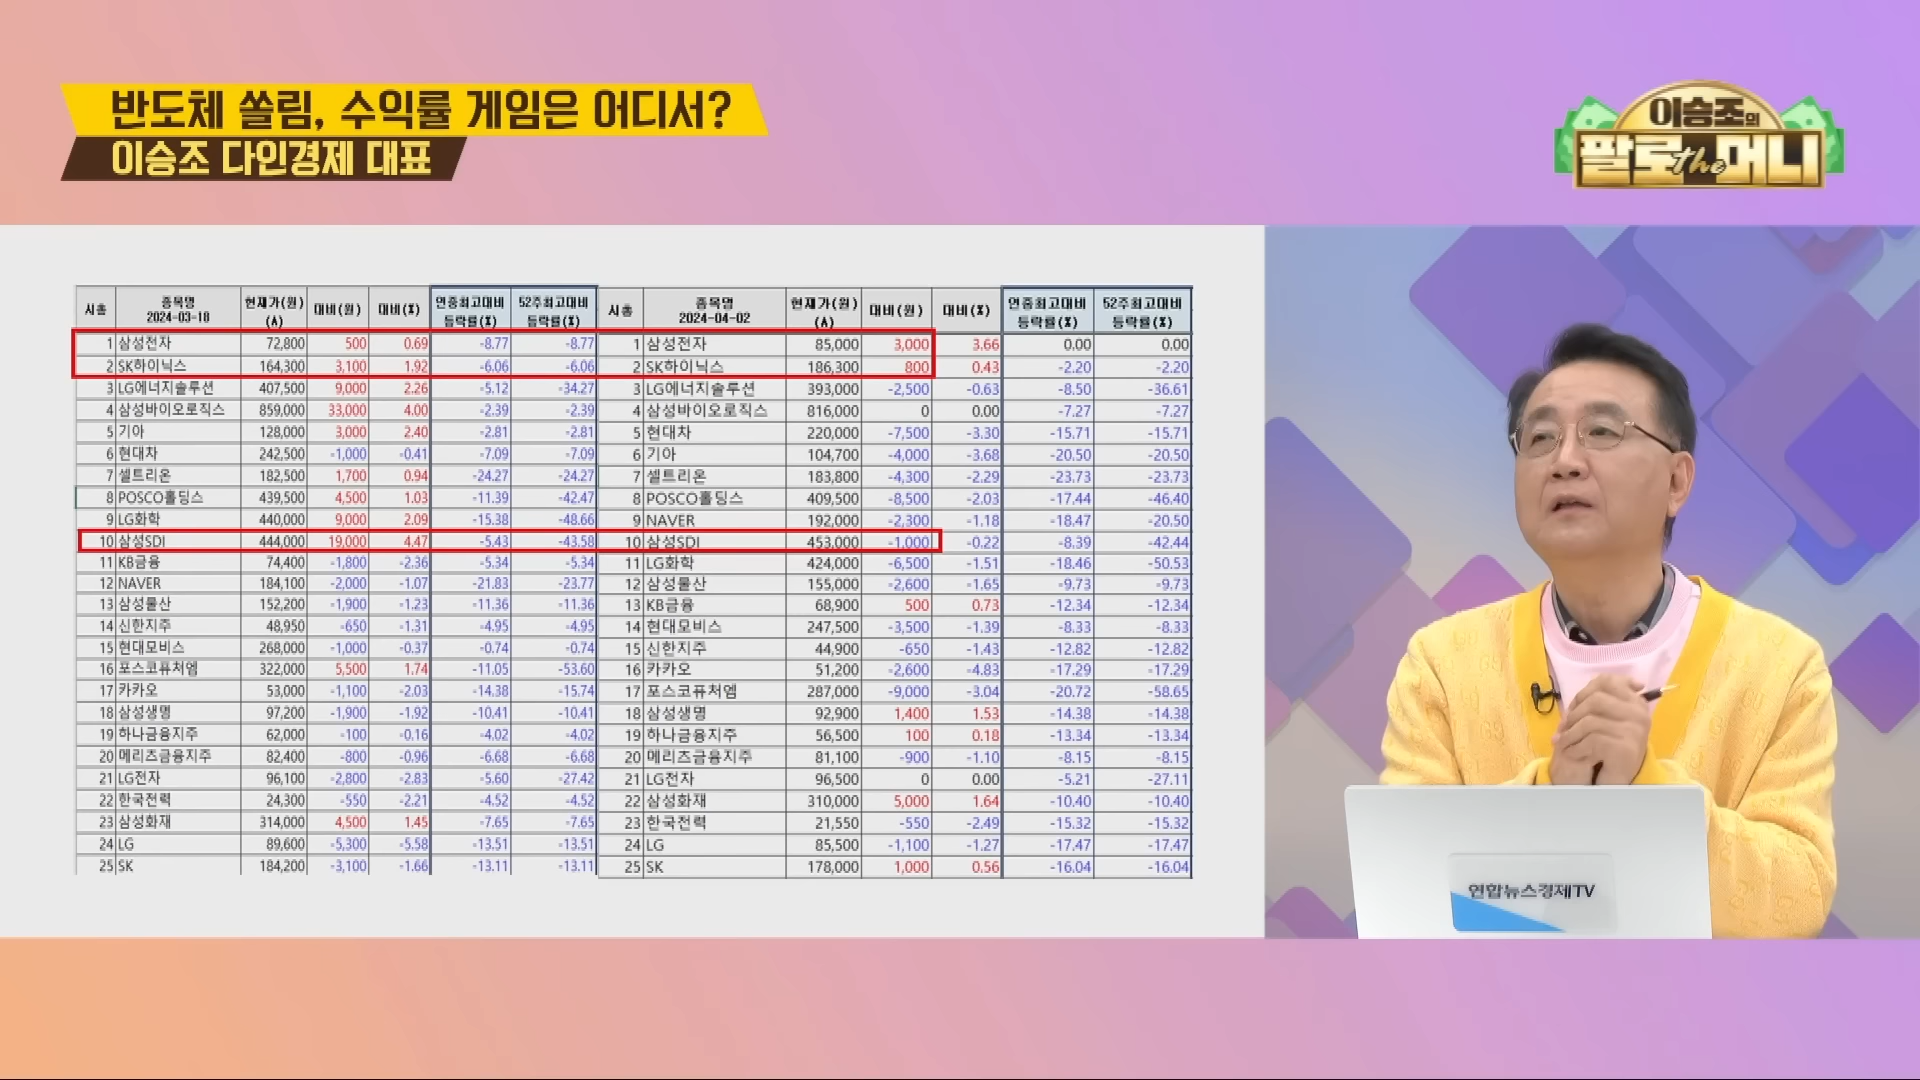 반도체 쏠림, 수익률 게임은 어디서?
이승조 다인경제 대표
이승조의
팔로the머니
시총 종목명 2024-03-18 현재가(원)(A) 대비(원) 대비(%) 연중최고대비 등락률(%) 52주최고대비 등락률(%) 시총 종목명 2024-04-02 현재가(원)(A) 대비(원) 대비(%) 연중최고대비 등락률(%) 52주최고대비 등락률(%)
1 삼성전자 72,800 500 0.69 -8.77 -8.77 1 삼성전자 85,000 3,000 3.66 0.00 0.00
2 SK하이닉스 164,300 3,100 1.92 -6.06 -6.06 2 SK하이닉스 186,300 800 0.43 -2.20 -2.20
3 LG에너지솔루션 407,500 9,000 2.26 -5.12 -34.27 3 LG에너지솔루션 393,000 -2,500 -0.63 -8.50 -36.61
4 삼성바이오로직스 859,000 33,000 4.00 -2.39 -2.39 4 삼성바이오로직스 816,000 0 0.00 -7.27 -7.27
5 기아 128,000 3,000 2.40 -2.81 -2.81 5 현대차 220,000 -7,500 -3.30 -15.71 -15.71
6 현대차 242,500 -1,000 -0.41 -7.09 -7.09 6 기아 104,700 -4,000 -3.68 -20.50 -20.50
7 셀트리온 182,500 1,700 0.94 -24.27 -24.27 7 셀트리온 183,800 -4,300 -2.29 -23.73 -23.73
8 POSCO홀딩스 439,500 4,500 1.03 -11.39 -42.47 8 POSCO홀딩스 409,500 -8,500 -2.03 -17.44 -46.40
9 LG화학 440,000 9,000 2.09 -15.38 -48.66 9 NAVER 192,000 -2,300 -1.18 -18.47 -20.50
10 삼성SDI 444,000 19,000 4.47 -5.43 -43.58 10 삼성SDI 453,000 -1,000 -0.22 -8.39 -42.44
11 KB금융 74,400 -1,800 -2.36 -5.34 -5.34 11 LG화학 424,000 -6,500 -1.51 -18.46 -50.53
12 NAVER 184,100 -2,000 -1.07 -21.83 -23.77 12 삼성물산 155,000 -2,600 -1.65 -9.73 -9.73
13 삼성물산 152,200 -1,900 -1.23 -11.36 -11.36 13 KB금융 68,900 500 0.73 -12.34 -12.34
14 신한지주 48,950 -650 -1.31 -4.95 -4.95 14 현대모비스 247,500 -3,500 -1.39 -8.33 -8.33
15 현대모비스 268,000 -1,000 -0.37 -0.74 -0.74 15 신한지주 44,900 -650 -1.43 -12.82 -12.82
16 포스코퓨처엠 322,000 5,500 1.74 -11.05 -53.60 16 카카오 51,200 -2,600 -4.83 -17.29 -17.29
17 카카오 53,000 -1,100 -2.03 -14.38 -15.74 17 포스코퓨처엠 287,000 -9,000 -3.04 -20.72 -58.65
18 삼성생명 97,200 -1,900 -1.92 -10.41 -10.41 18 삼성생명 92,900 1,400 1.53 -14.38 -14.38
19 하나금융지주 62,000 -100 -0.16 -4.02 -4.02 19 하나금융지주 56,500 100 0.18 -13.34 -13.34
20 메리츠금융지주 82,400 -800 -0.96 -6.68 -6.68 20 메리츠금융지주 81,100 -900 -1.10 -8.15 -8.15
21 LG전자 96,100 -2,800 -2.83 -5.60 -27.42 21 LG전자 96,500 0 0.00 -5.21 -27.11
22 한국전력 24,300 -550 -2.21 -4.52 -4.52 22 삼성화재 310,000 5,000 1.64 -10.40 -10.40
23 삼성화재 314,000 4,500 1.45 -7.65 -7.65 23 한국전력 21,550 -550 -2.49 -15.32 -15.32
24 LG 89,600 -5,300 -5.58 -13.51 -13.51 24 LG 85,500 -1,100 -1.27 -17.47 -17.47
25 SK 184,200 -3,100 -1.66 -13.11 -13.11 25 SK 178,000 1,000 0.56 -16.04 -16.04
연합뉴스경제TV